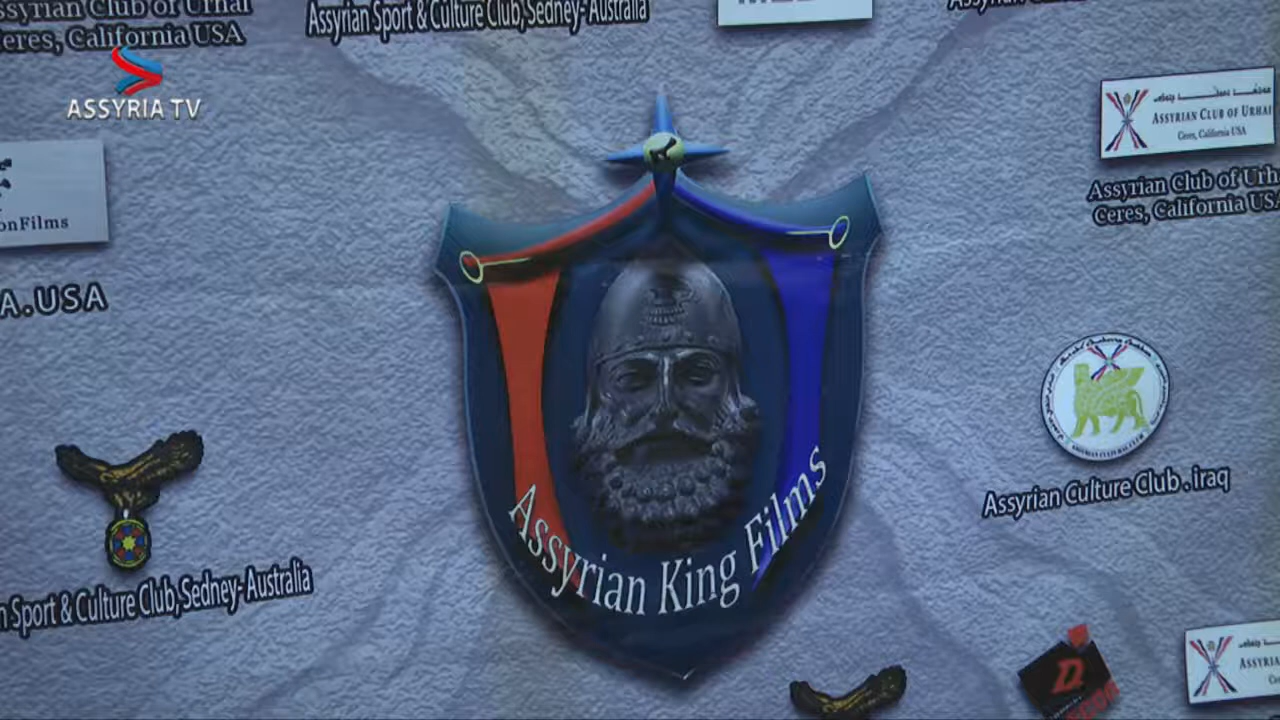 ssyrian Club of Urhai
Ceres, California USA
Assyrian Sport & Culture Club,Sedney-Australia
ASSYRIA TV
ASSYRIAN CLUB OF URHAI
Ceres, California USA
Assyrian Club of Urh
Ceres, California USA
onFilms
A.USA
Assyrian King Films
Assyrian Culture Club.iraq
n Sport & Culture Club,Sedney-Australia
ASSYRIA